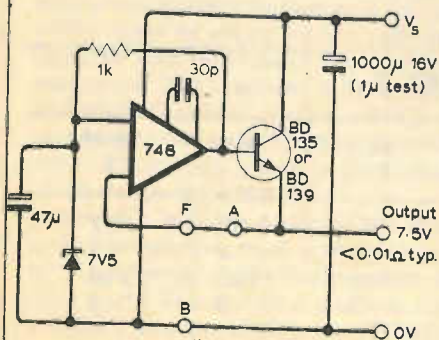 Vs
1k
30p
1000µ 16V
(1µ test)
748
BD
135
or
BD
139
47µ
F
A
Output
7.5V
<0.01Ω typ.
7V5
B
0V